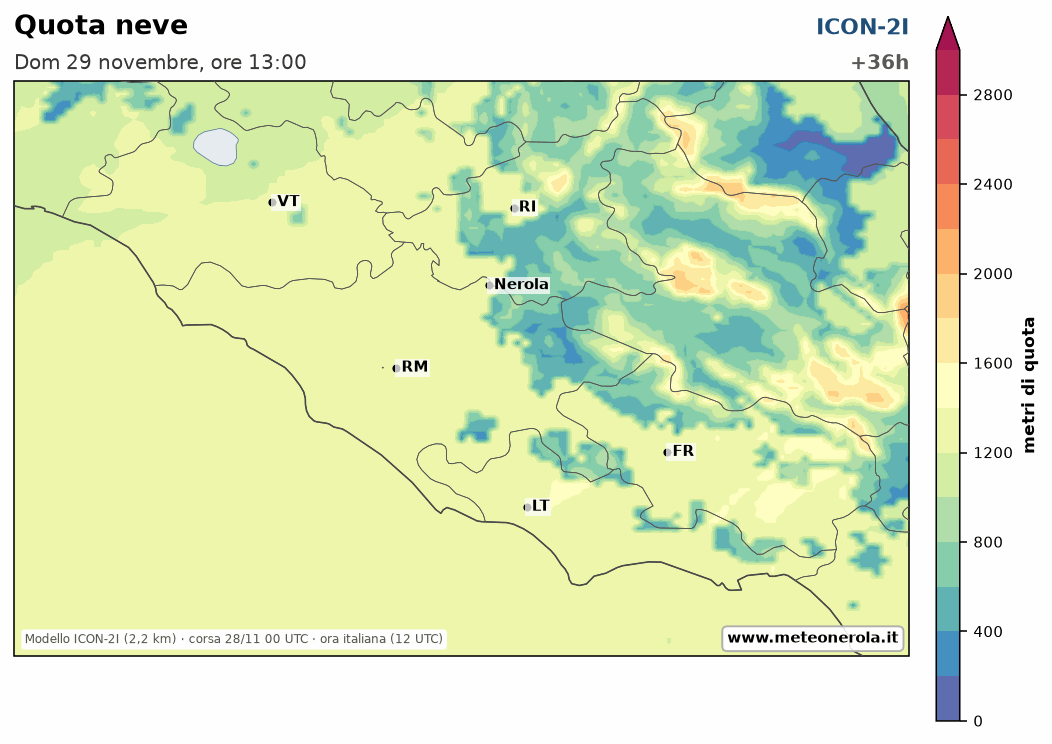 Quota neve
ICON-2I
Dom 29 novembre, ore 13:00
+36h
VT
RI
Nerola
RM
FR
LT
Modello ICON-2I (2,2 km) · corsa 28/11 00 UTC · ora italiana (12 UTC)
www.meteonerola.it
2800
2400
2000
1600
1200
800
400
0
metri di quota